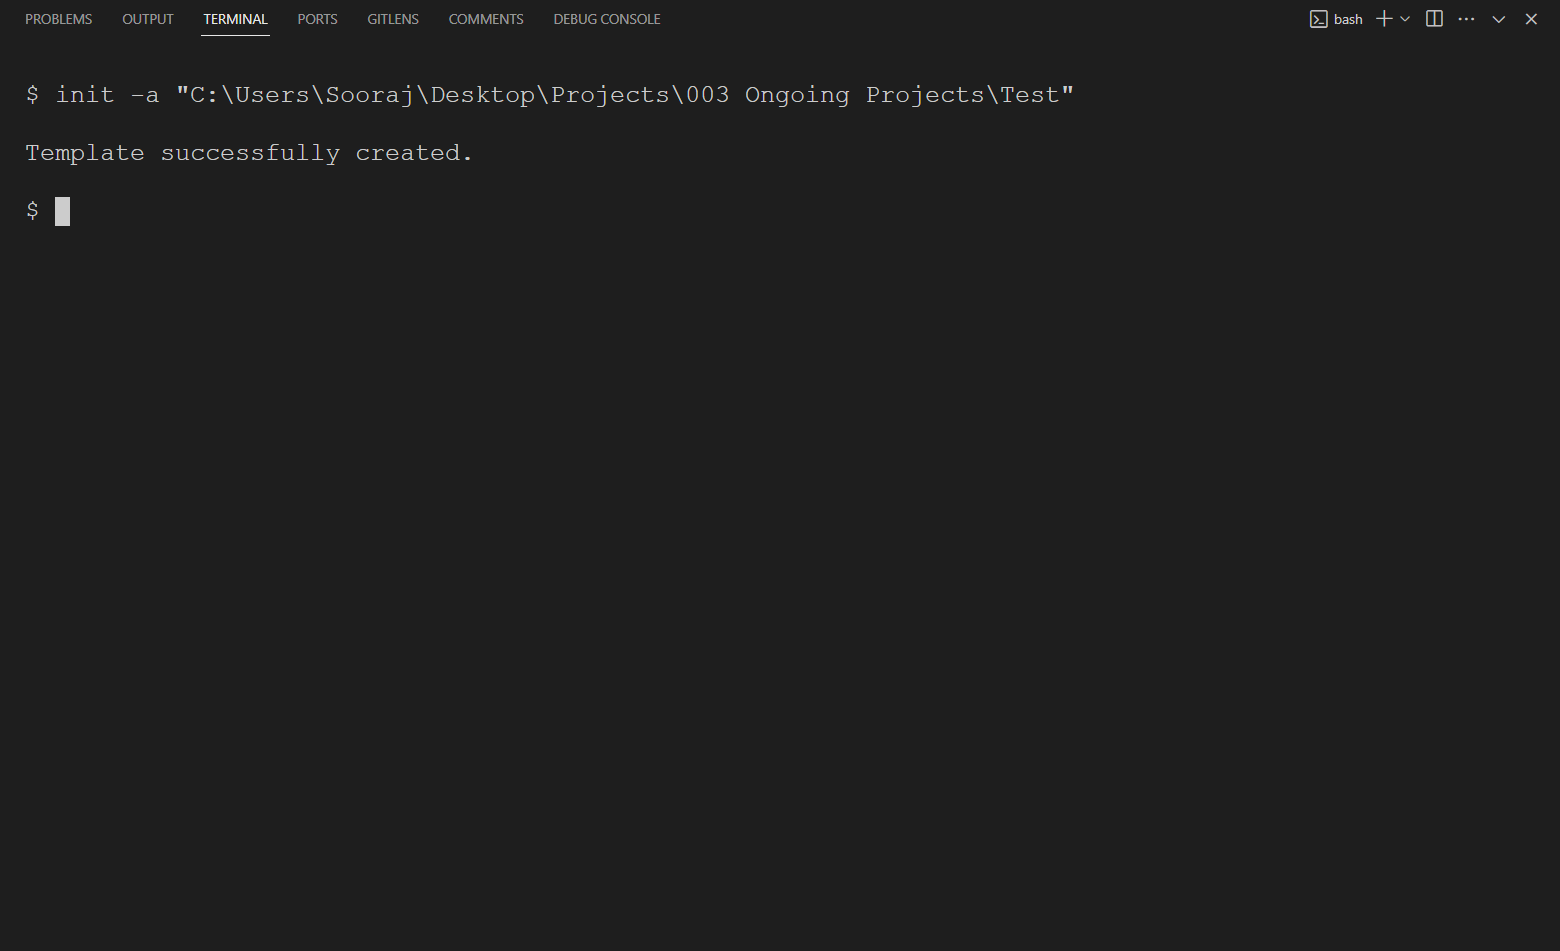 PROBLEMS OUTPUT TERMINAL PORTS GITLENS COMMENTS DEBUG CONSOLE bash
$ init -a "C:\Users\Sooraj\Desktop\Projects\003 Ongoing Projects\Test"
Template successfully created.
$